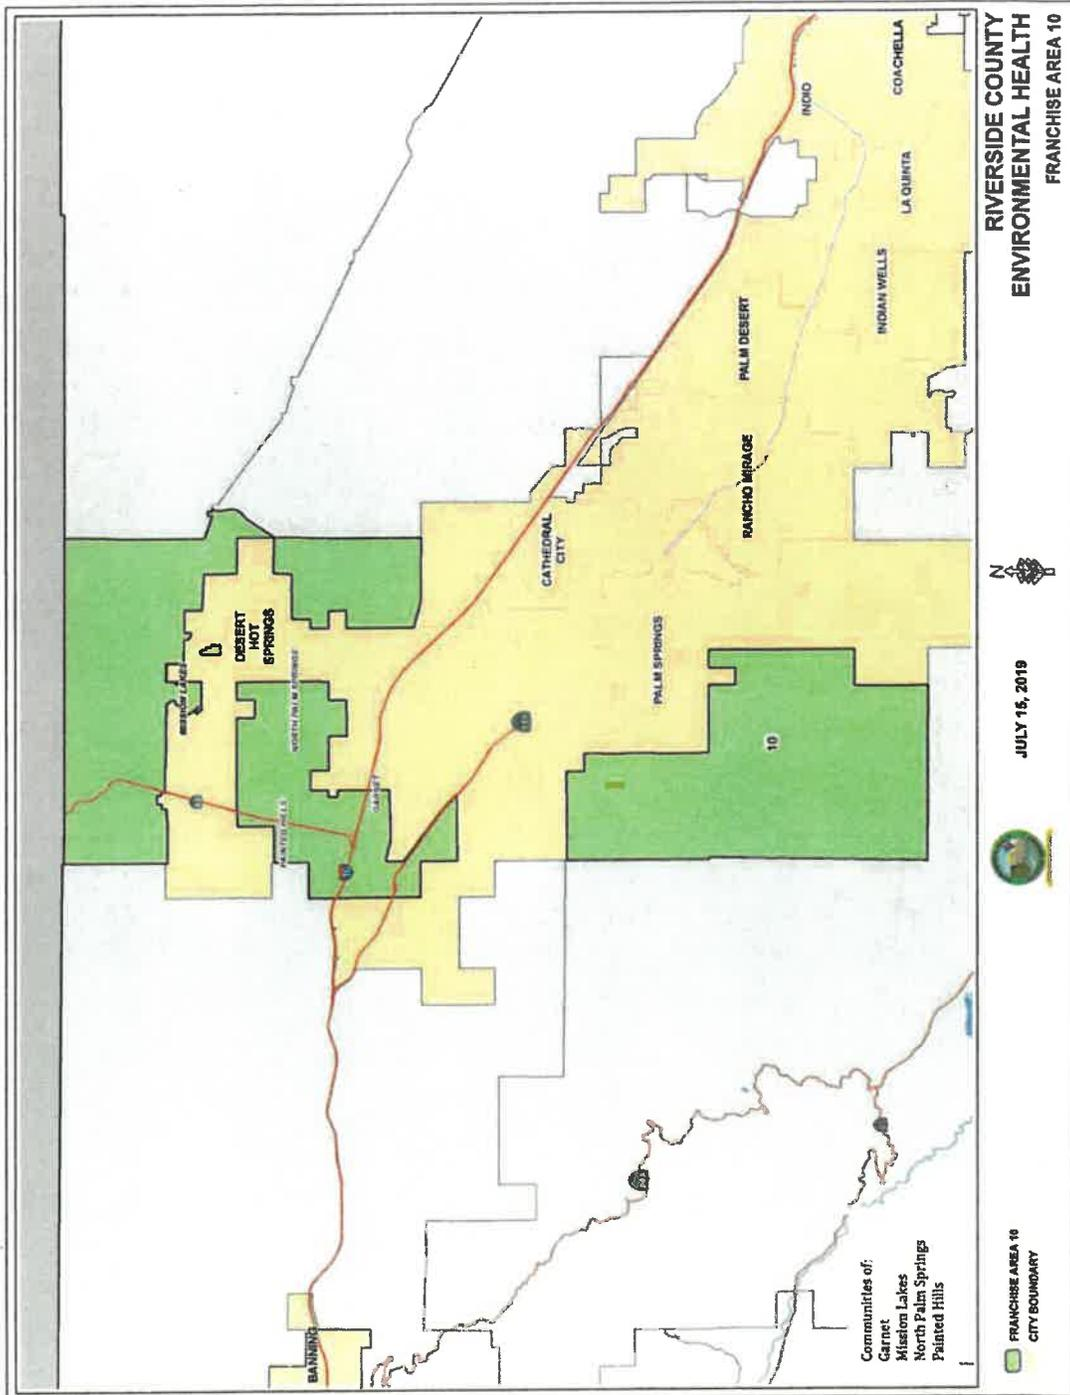 BANNING
MISSION LAKES
DESERT
HOT
SPRINGS
NORTH PALM SPRINGS
PAINTED HILLS
GARNET
10
CATHEDRAL
CITY
PALM SPRINGS
RANCHO MIRAGE
PALM DESERT
INDIO
INDIAN WELLS
LA QUINTA
COACHELLA
10
243
Communities of:
Garnet
Mission Lakes
North Palm Springs
Painted Hills
FRANCHISE AREA 10
CITY BOUNDARY
JULY 15, 2019
N
RIVERSIDE COUNTY
ENVIRONMENTAL HEALTH
FRANCHISE AREA 10